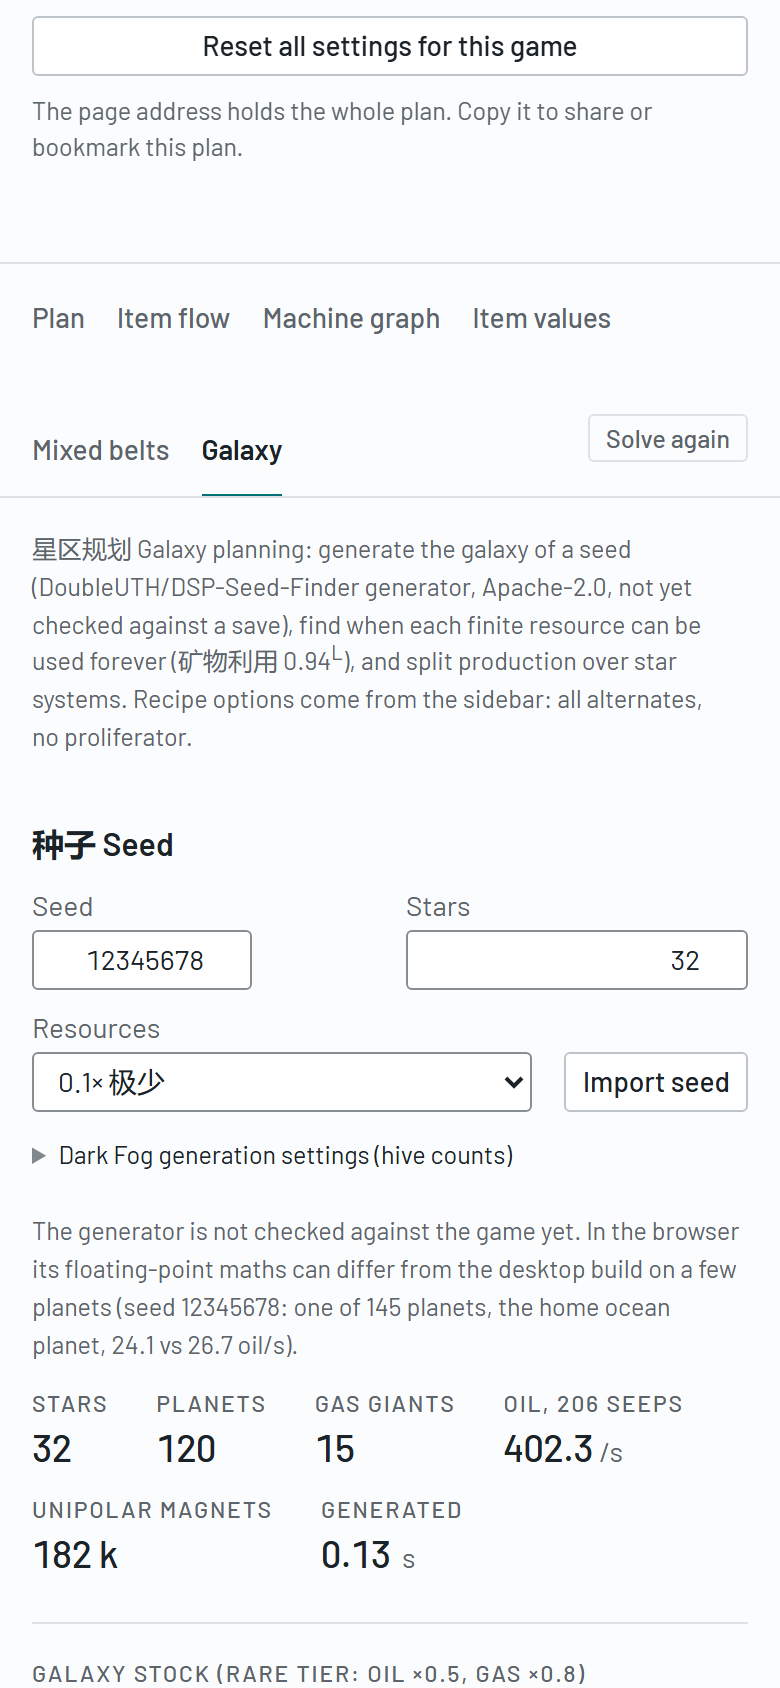 Reset all settings for this game
The page address holds the whole plan. Copy it to share or
bookmark this plan.
Plan Item flow Machine graph Item values
Mixed belts Galaxy Solve again
星区规划 Galaxy planning: generate the galaxy of a seed
(DoubleUTH/DSP-Seed-Finder generator, Apache-2.0, not yet
checked against a save), find when each finite resource can be
used forever (矿物利用 0.94ᴸ), and split production over star
systems. Recipe options come from the sidebar: all alternates,
no proliferator.
种子 Seed
Seed Stars
12345678 32
Resources
0.1× 极少 Import seed
Dark Fog generation settings (hive counts)
The generator is not checked against the game yet. In the browser
its floating-point maths can differ from the desktop build on a few
planets (seed 12345678: one of 145 planets, the home ocean
planet, 24.1 vs 26.7 oil/s).
STARS PLANETS GAS GIANTS OIL, 206 SEEPS
32 120 15 402.3 /s
UNIPOLAR MAGNETS GENERATED
182 k 0.13 s
GALAXY STOCK (RARE TIER: OIL ×0.5, GAS ×0.8)